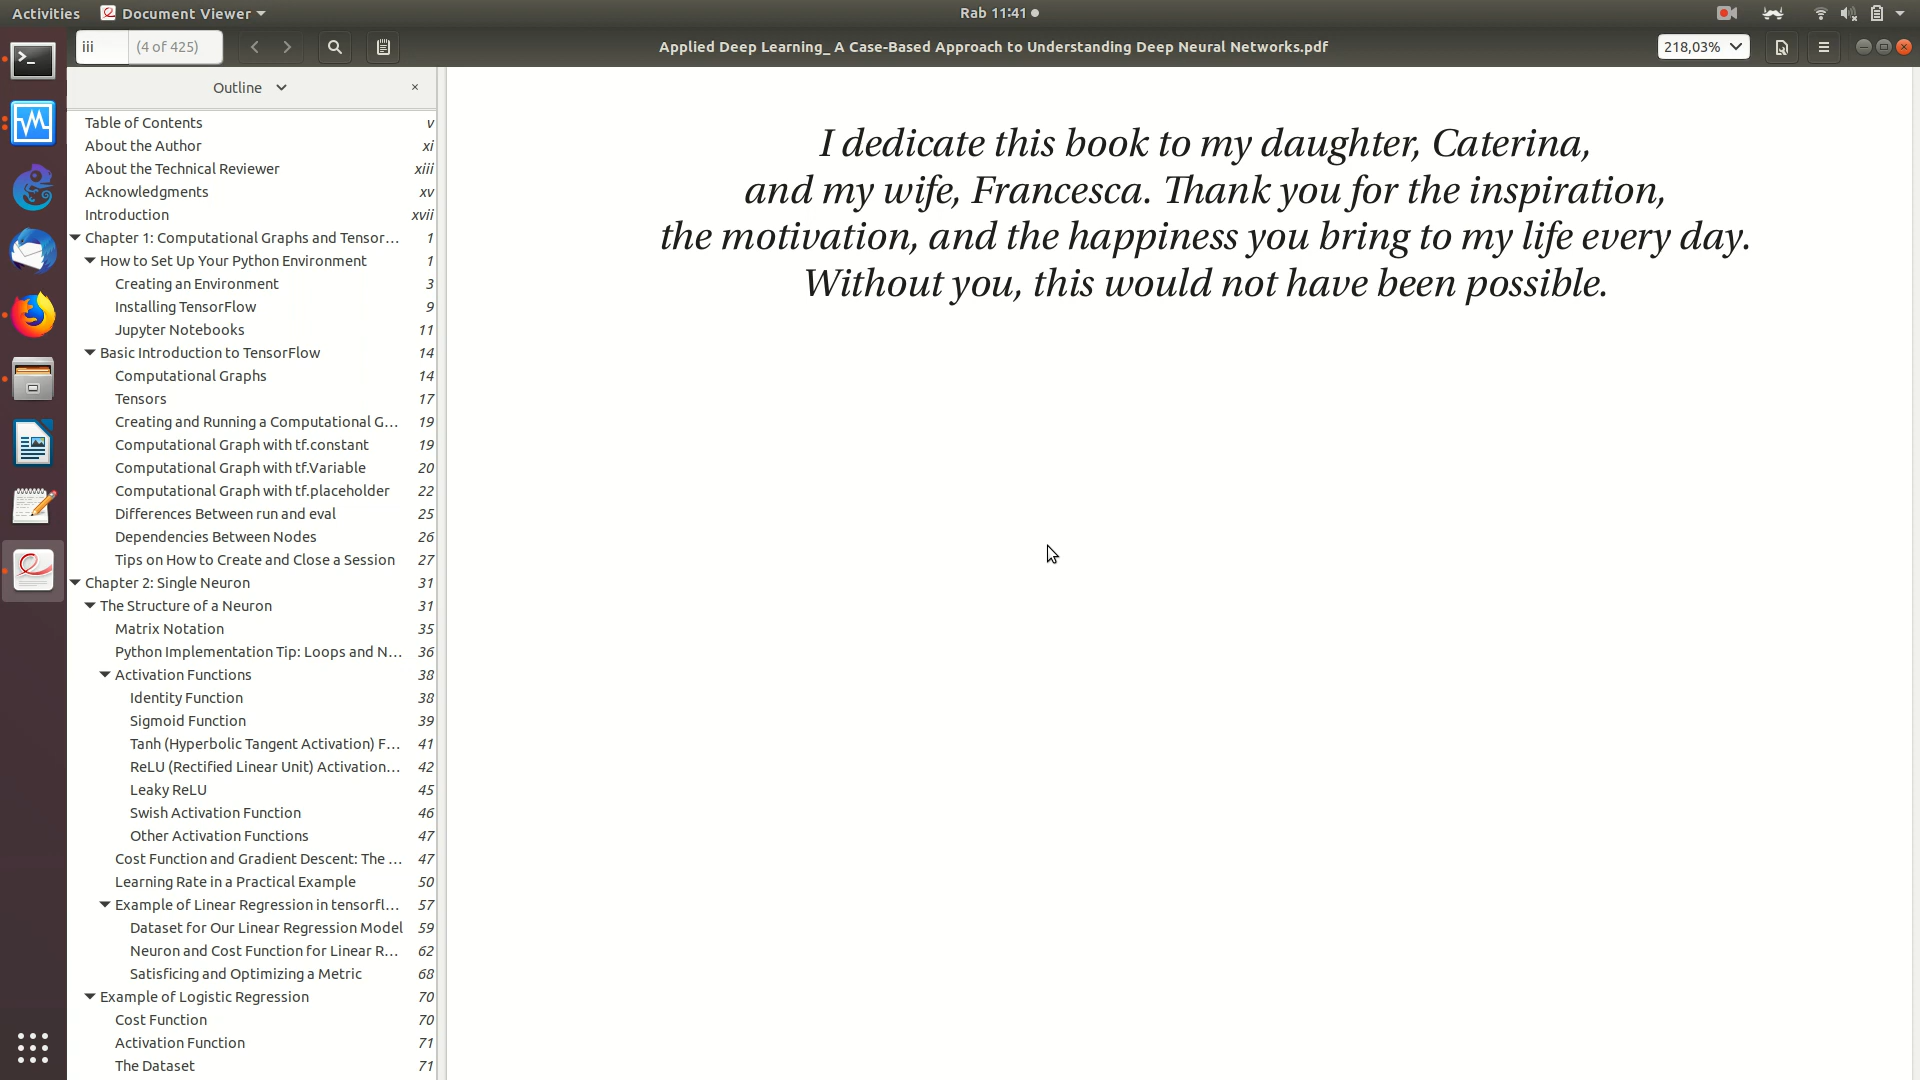 Activities
Document Viewer
Rab 11:41
iii
(4 of 425)
Applied Deep Learning_ A Case-Based Approach to Understanding Deep Neural Networks.pdf
218,03%
Outline
Table of Contents v
About the Author xi
About the Technical Reviewer xiii
Acknowledgments xv
Introduction xvii
Chapter 1: Computational Graphs and Tensor... 1
How to Set Up Your Python Environment 1
Creating an Environment 3
Installing TensorFlow 9
Jupyter Notebooks 11
Basic Introduction to TensorFlow 14
Computational Graphs 14
Tensors 17
Creating and Running a Computational G... 19
Computational Graph with tf.constant 19
Computational Graph with tf.Variable 20
Computational Graph with tf.placeholder 22
Differences Between run and eval 25
Dependencies Between Nodes 26
Tips on How to Create and Close a Session 27
Chapter 2: Single Neuron 31
The Structure of a Neuron 31
Matrix Notation 35
Python Implementation Tip: Loops and N... 36
Activation Functions 38
Identity Function 38
Sigmoid Function 39
Tanh (Hyperbolic Tangent Activation) F... 41
ReLU (Rectified Linear Unit) Activation... 42
Leaky ReLU 45
Swish Activation Function 46
Other Activation Functions 47
Cost Function and Gradient Descent: The ... 47
Learning Rate in a Practical Example 50
Example of Linear Regression in tensorfl... 57
Dataset for Our Linear Regression Model 59
Neuron and Cost Function for Linear R... 62
Satisficing and Optimizing a Metric 68
Example of Logistic Regression 70
Cost Function 70
Activation Function 71
The Dataset 71
I dedicate this book to my daughter, Caterina,
and my wife, Francesca. Thank you for the inspiration,
the motivation, and the happiness you bring to my life every day.
Without you, this would not have been possible.